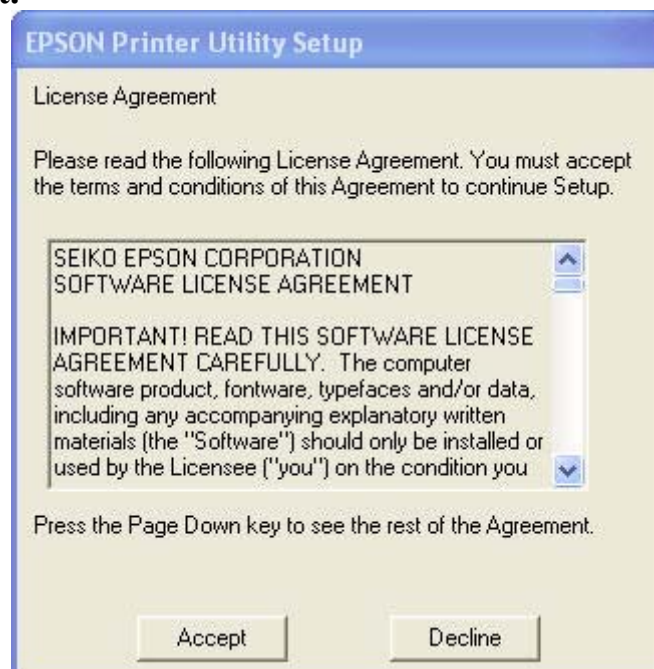 EPSON Printer Utility Setup
License Agreement
Please read the following License Agreement. You must accept
the terms and conditions of this Agreement to continue Setup.
SEIKO EPSON CORPORATION
SOFTWARE LICENSE AGREEMENT
IMPORTANT! READ THIS SOFTWARE LICENSE
AGREEMENT CAREFULLY. The computer
software product, fontware, typefaces and/or data,
including any accompanying explanatory written
materials (the "Software") should only be installed or
used by the Licensee ("you") on the condition you
Press the Page Down key to see the rest of the Agreement.
Accept
Decline